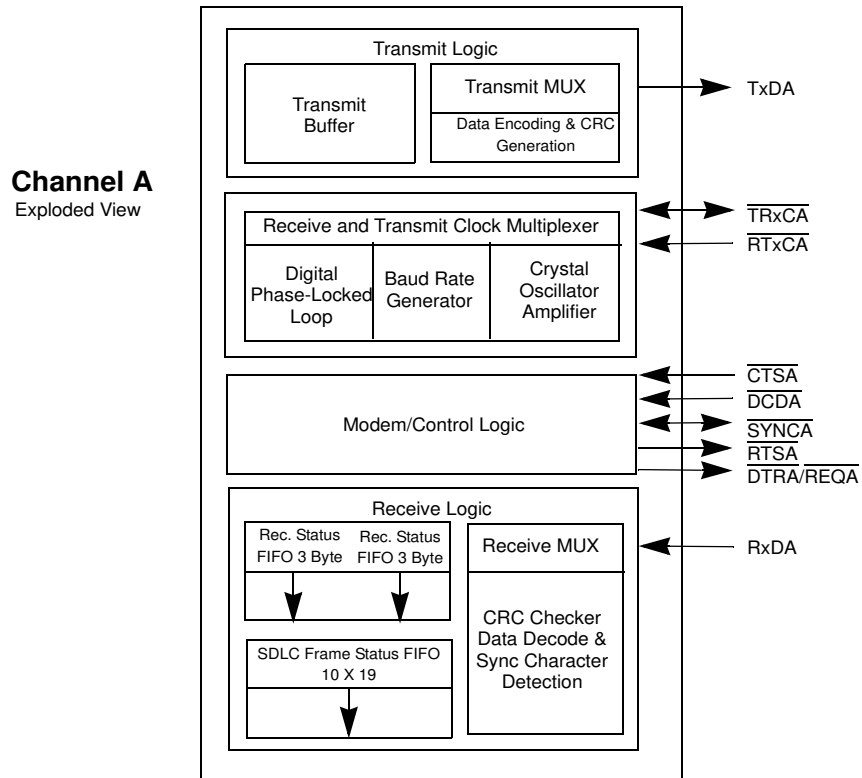 Transmit Logic
Transmit
Buffer
Transmit MUX
Data Encoding & CRC
Generation
TxDA
Channel A
Exploded View
Receive and Transmit Clock Multiplexer
Digital
Phase-Locked
Loop
Baud Rate
Generator
Crystal
Oscillator
Amplifier
TRxCA
RTxCA
Modem/Control Logic
CTSA
DCDA
SYNCA
RTSA
DTRA/REQA
Receive Logic
Rec. Status
FIFO 3 Byte
Rec. Status
FIFO 3 Byte
Receive MUX
RxDA
CRC Checker
Data Decode &
Sync Character
Detection
SDLC Frame Status FIFO
10 X 19